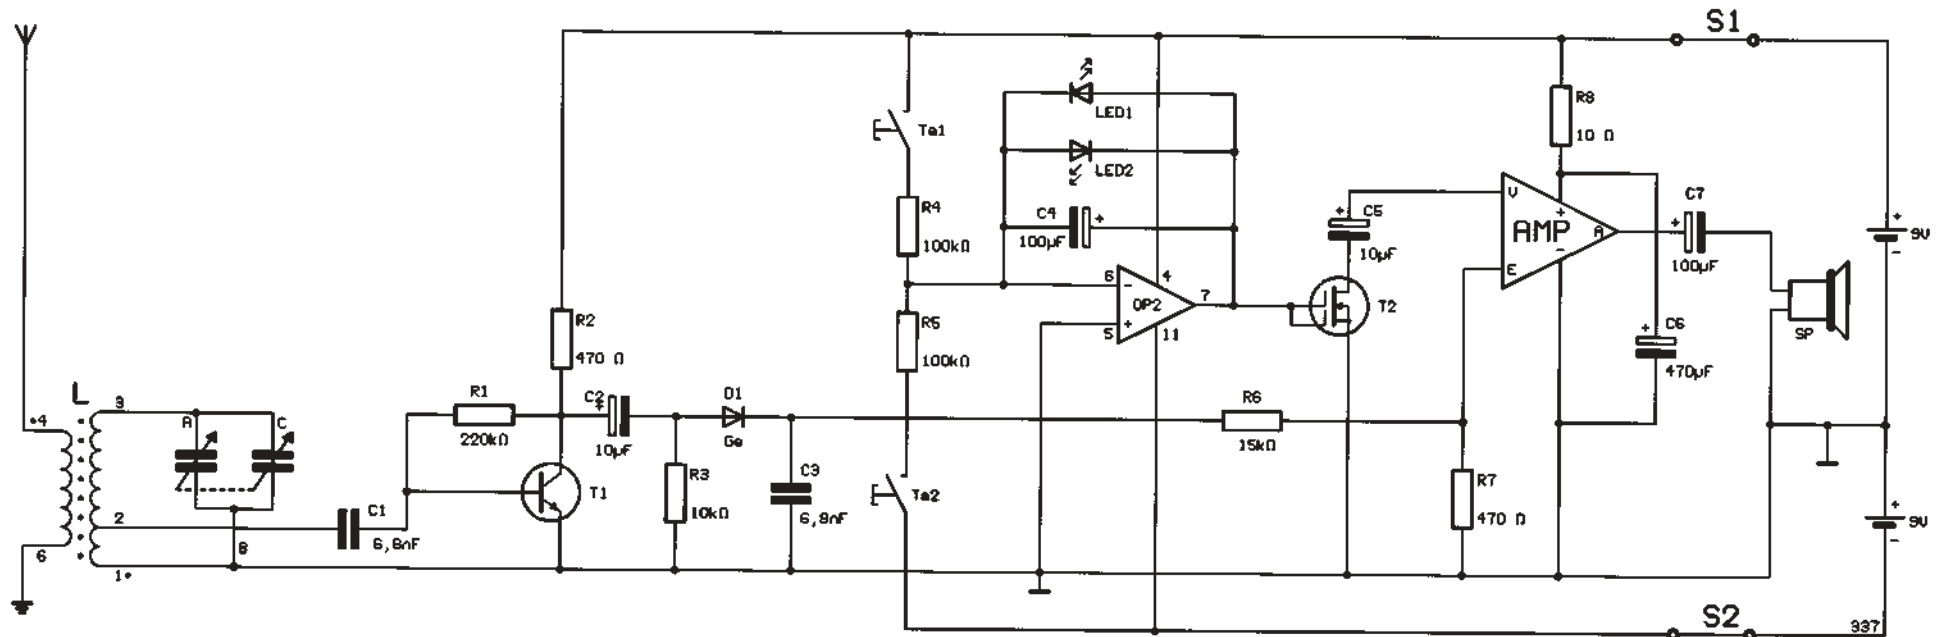 S1
LED1
Ta1
LED2
R8
10 Ω
R4
100kΩ
C4
+
100µF
+
C5
10µF
V
+
AMP
-
A
E
C7
+
100µF
+
9V
-
6
-
4
OP2
7
5
+
11
T2
R2
470 Ω
R5
100kΩ
+
C6
470µF
SP
L
3
•4
A
C
R1
220kΩ
C2
+
10µF
D1
Ge
R6
15kΩ
T1
R3
10kΩ
C3
6,8nF
Ta2
R7
470 Ω
2
C1
6,8nF
6
B
1•
+
9V
-
S2
337